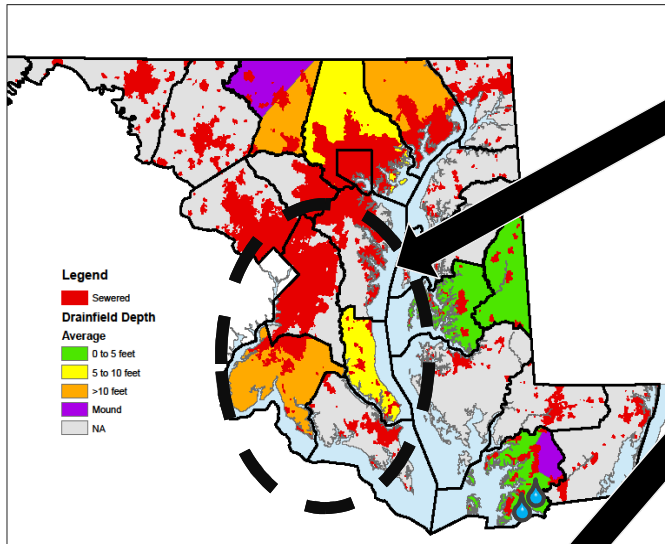 Legend
Sewered
Drainfield Depth
Average
0 to 5 feet
5 to 10 feet
>10 feet
Mound
NA